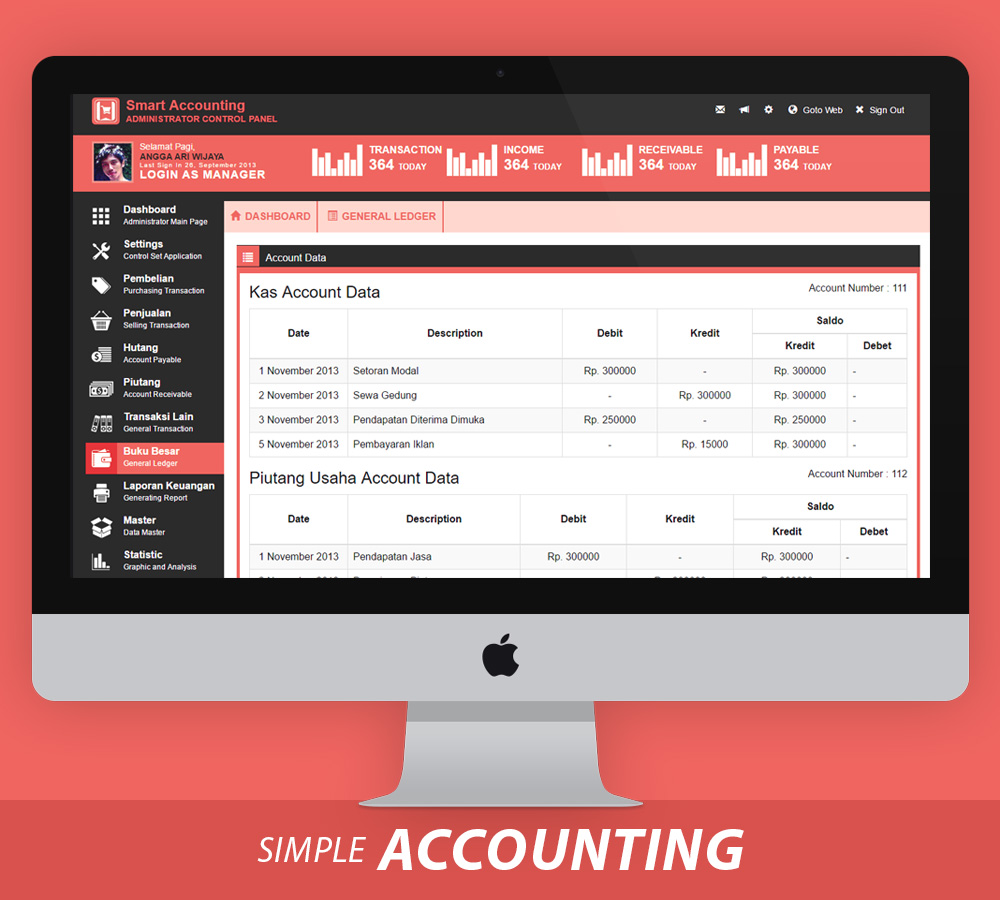 Smart Accounting
ADMINISTRATOR CONTROL PANEL
Goto Web
Sign Out
Selamat Pagi,
ANGGA ARI WIJAYA
Last Sign In 26, September 2013
LOGIN AS MANAGER
TRANSACTION
364 TODAY
INCOME
364 TODAY
RECEIVABLE
364 TODAY
PAYABLE
364 TODAY
Dashboard
Administrator Main Page
Settings
Control Set Application
Pembelian
Purchasing Transaction
Penjualan
Selling Transaction
Hutang
Account Payable
Piutang
Account Receivable
Transaksi Lain
General Transaction
Buku Besar
General Ledger
Laporan Keuangan
Generating Report
Master
Data Master
Statistic
Graphic and Analysis
DASHBOARD
GENERAL LEDGER
Account Data
Kas Account Data
Account Number : 111
Date Description Debit Kredit Saldo
Kredit Debet
1 November 2013 Setoran Modal Rp. 300000 - Rp. 300000 -
2 November 2013 Sewa Gedung - Rp. 300000 Rp. 300000 -
3 November 2013 Pendapatan Diterima Dimuka Rp. 250000 - Rp. 250000 -
5 November 2013 Pembayaran Iklan - Rp. 15000 Rp. 300000 -
Piutang Usaha Account Data
Account Number : 112
Date Description Debit Kredit Saldo
Kredit Debet
1 November 2013 Pendapatan Jasa Rp. 300000 - Rp. 300000 -
SIMPLE ACCOUNTING